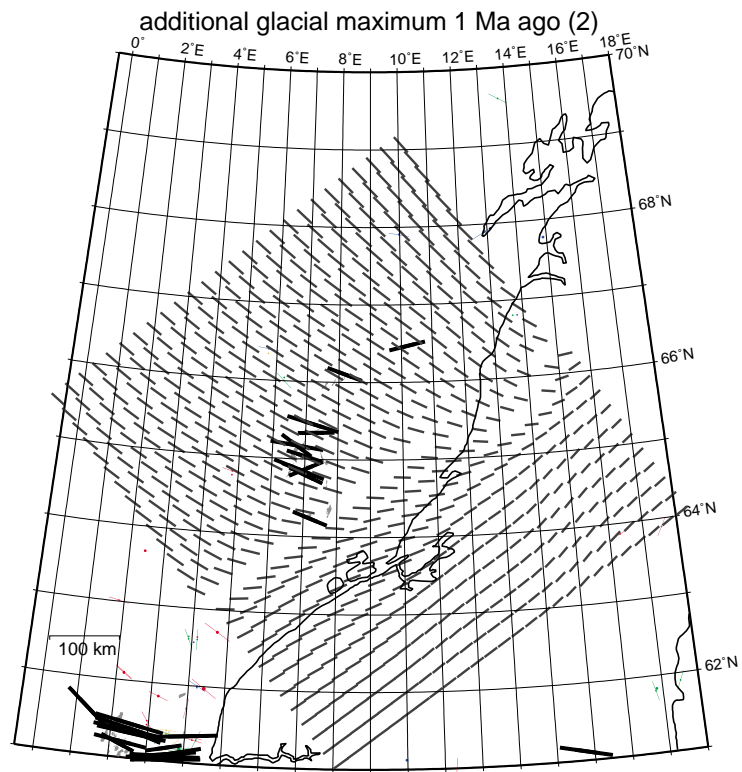 additional glacial maximum 1 Ma ago (2)
0˚ 2˚E 4˚E 6˚E 8˚E 10˚E 12˚E 14˚E 16˚E 18˚E
70˚N
68˚N
66˚N
64˚N
100 km
62˚N